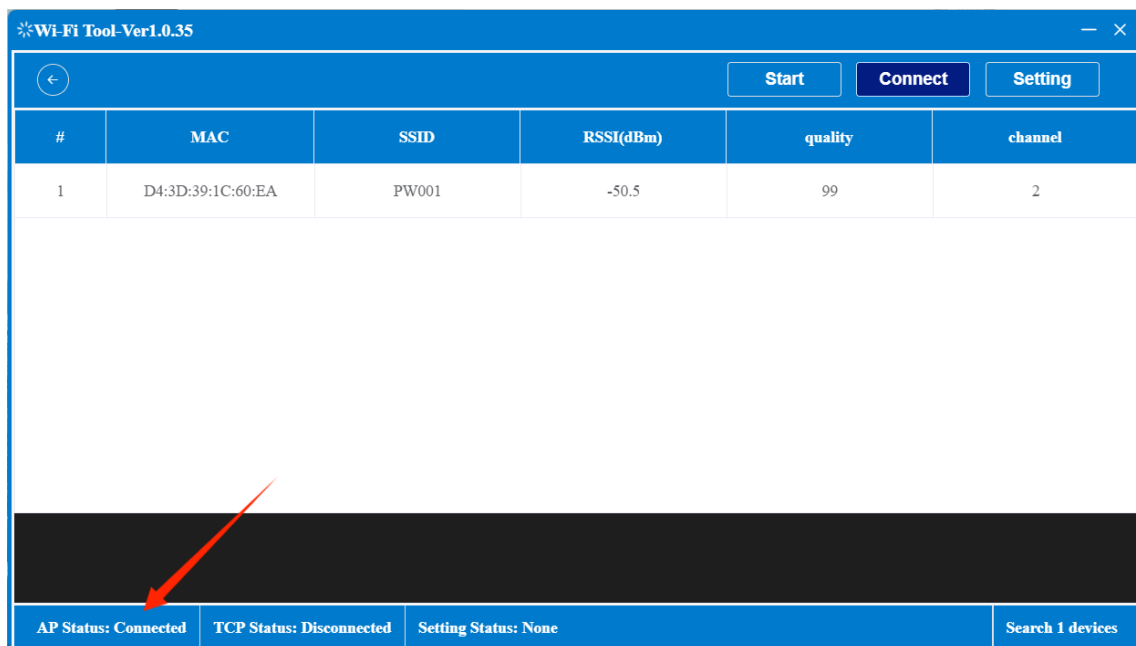 Wi-Fi Tool-Ver1.0.35
Start Connect Setting
# MAC SSID RSSI(dBm) quality channel
1 D4:3D:39:1C:60:EA PW001 -50.5 99 2
AP Status: Connected TCP Status: Disconnected Setting Status: None Search 1 devices